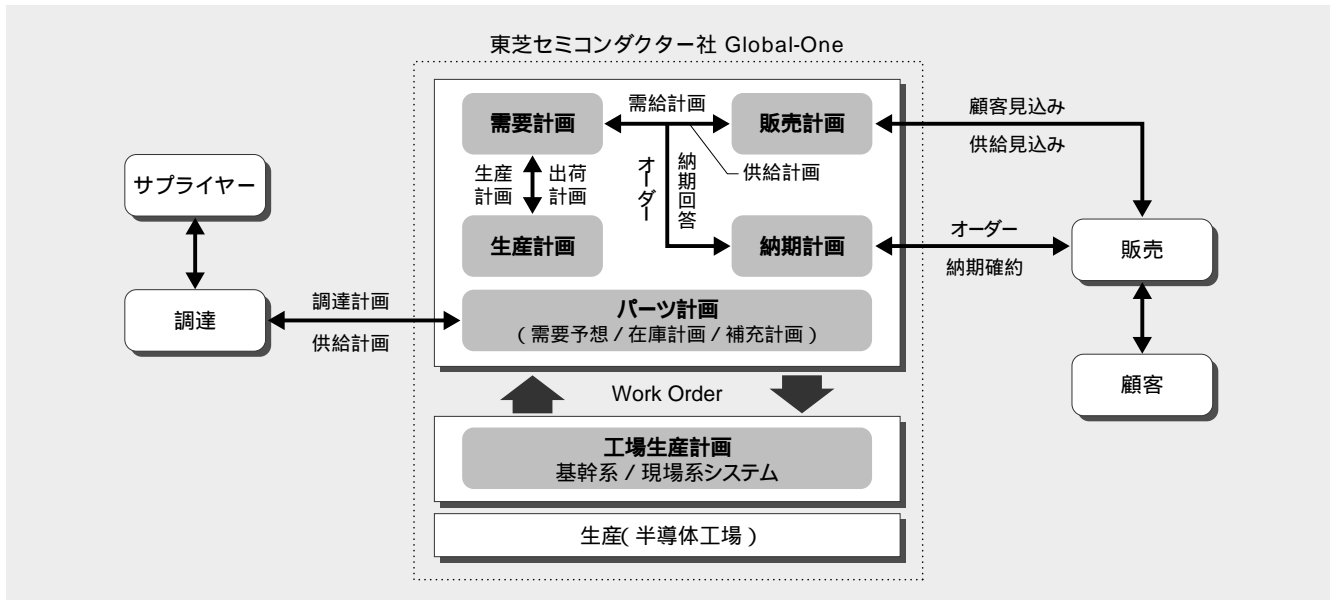 東芝セミコンダクター社 Global-One
需要計画
需給計画
販売計画
供給計画
顧客見込み
供給見込み
生産計画
出荷計画
オーダー
納期回答
サプライヤー
生産計画
納期計画
オーダー
納期確約
販売
調達
調達計画
供給計画
パーツ計画
(需要予想/在庫計画/補充計画)
Work Order
顧客
工場生産計画
基幹系/現場系システム
生産(半導体工場)